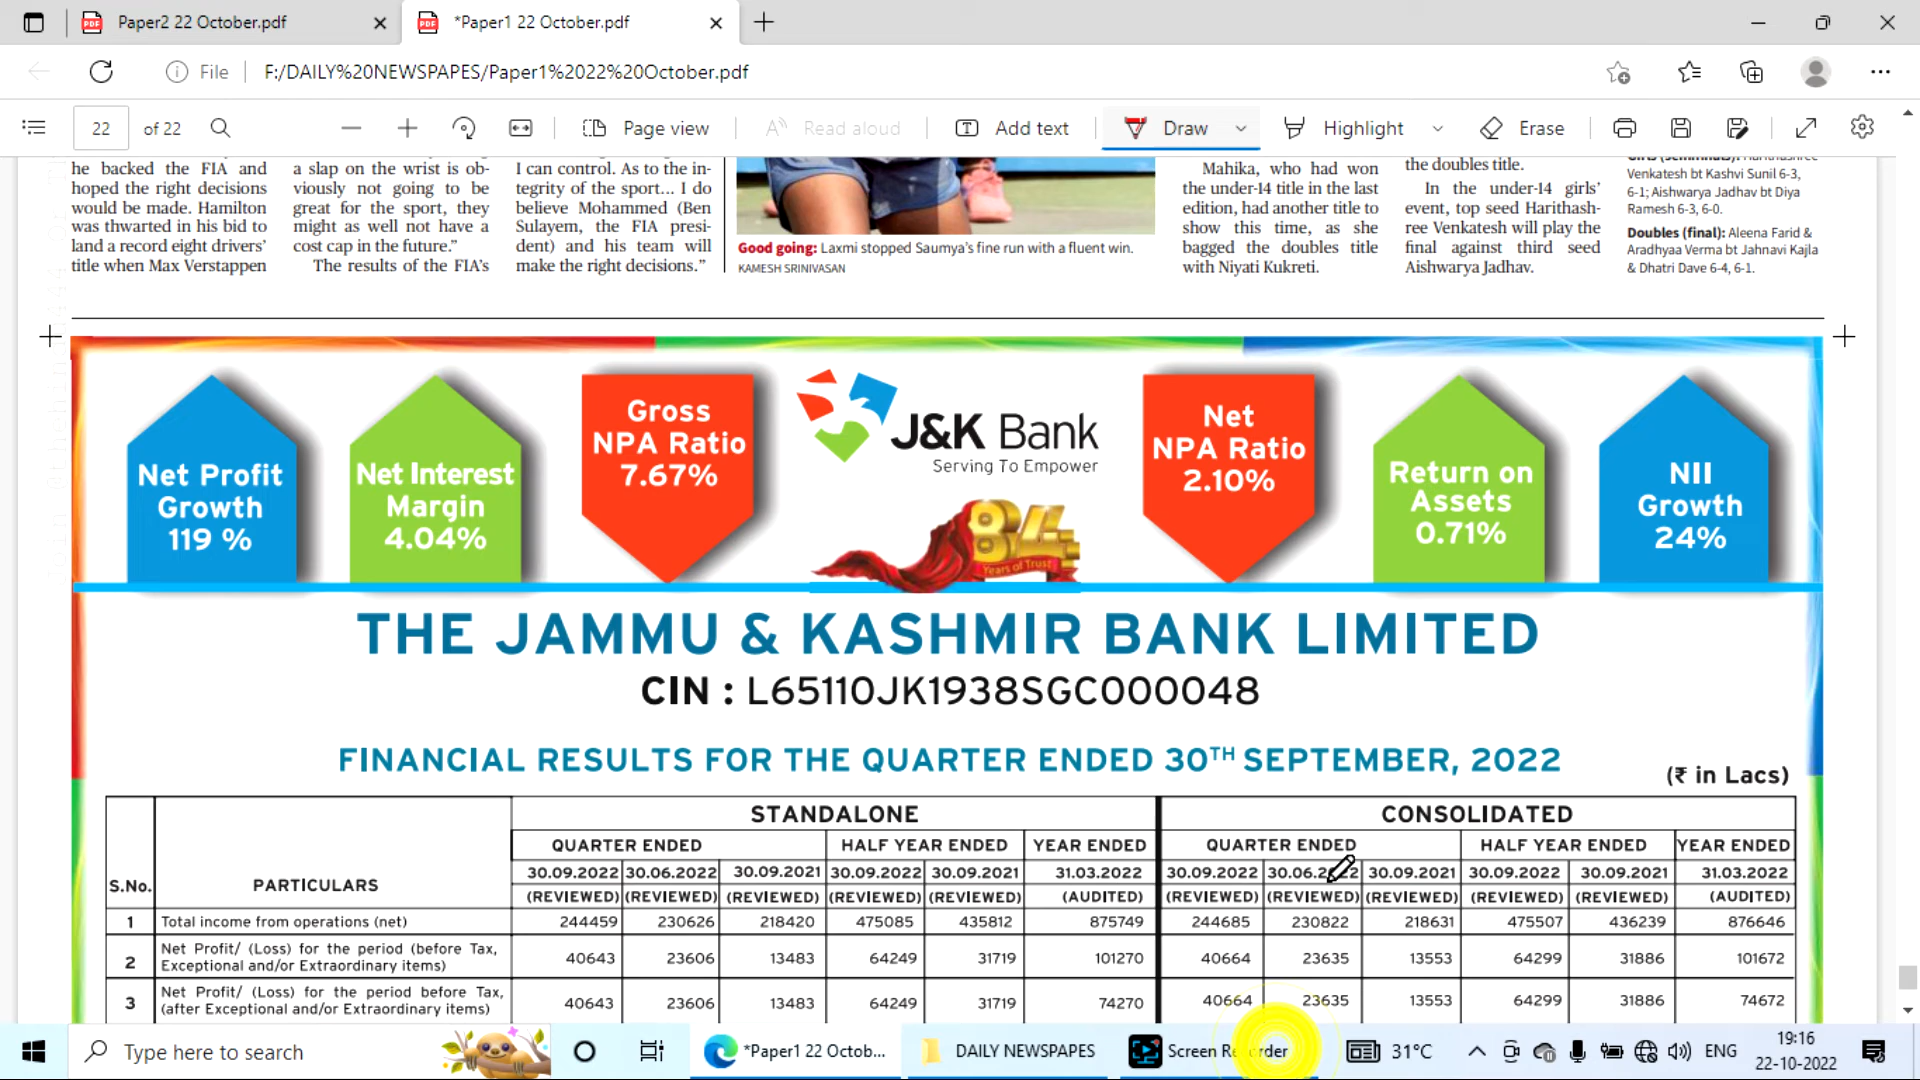 Paper2 22 October.pdf
*Paper1 22 October.pdf
File
F:/DAILY%20NEWSPAPES/Paper1%2022%20October.pdf
22 of 22
Page view
Read aloud
Add text
Draw
Highlight
Erase
he backed the FIA and
hoped the right decisions
would be made. Hamilton
was thwarted in his bid to
land a record eight drivers'
title when Max Verstappen
a slap on the wrist is ob-
viously not going to be
great for the sport, they
might as well not have a
cost cap in the future."
The results of the FIA's
I can control. As to the in-
tegrity of the sport... I do
believe Mohammed (Ben
Sulayem, the FIA presi-
dent) and his team will
make the right decisions."
Good going: Laxmi stopped Saumya's fine run with a fluent win.
KAMESH SRINIVASAN
Mahika, who had won
the under-14 title in the last
edition, had another title to
show this time, as she
bagged the doubles title
with Niyati Kukreti.
the doubles title.
In the under-14 girls'
event, top seed Harithash-
ree Venkatesh will play the
final against third seed
Aishwarya Jadhav.
Venkatesh bt Kashvi Sunil 6-3,
6-1; Aishwarya Jadhav bt Diya
Ramesh 6-3, 6-0.
Doubles (final): Aleena Farid &
Aradhyaa Verma bt Jahnavi Kajla
& Dhatri Dave 6-4, 6-1.
Net Profit
Growth
119 %
Net Interest
Margin
4.04%
Gross
NPA Ratio
7.67%
J&K Bank
Serving To Empower
84
Years of Trust
Net
NPA Ratio
2.10%
Return on
Assets
0.71%
NII
Growth
24%
THE JAMMU & KASHMIR BANK LIMITED
CIN : L65110JK1938SGC000048
FINANCIAL RESULTS FOR THE QUARTER ENDED 30TH SEPTEMBER, 2022
(₹ in Lacs)
S.No. PARTICULARS STANDALONE CONSOLIDATED
QUARTER ENDED HALF YEAR ENDED YEAR ENDED QUARTER ENDED HALF YEAR ENDED YEAR ENDED
30.09.2022 30.06.2022 30.09.2021 30.09.2022 30.09.2021 31.03.2022 30.09.2022 30.06.2022 30.09.2021 30.09.2022 30.09.2021 31.03.2022
(REVIEWED) (REVIEWED) (REVIEWED) (REVIEWED) (REVIEWED) (AUDITED) (REVIEWED) (REVIEWED) (REVIEWED) (REVIEWED) (REVIEWED) (AUDITED)
1 Total income from operations (net) 244459 230626 218420 475085 435812 875749 244685 230822 218631 475507 436239 876646
2 Net Profit/ (Loss) for the period (before Tax,
Exceptional and/or Extraordinary items) 40643 23606 13483 64249 31719 101270 40664 23635 13553 64299 31886 101672
3 Net Profit/ (Loss) for the period before Tax,
(after Exceptional and/or Extraordinary items) 40643 23606 13483 64249 31719 74270 40664 23635 13553 64299 31886 74672
Type here to search
*Paper1 22 Octob...
DAILY NEWSPAPES
Screen Recorder
31°C
ENG
19:16
22-10-2022